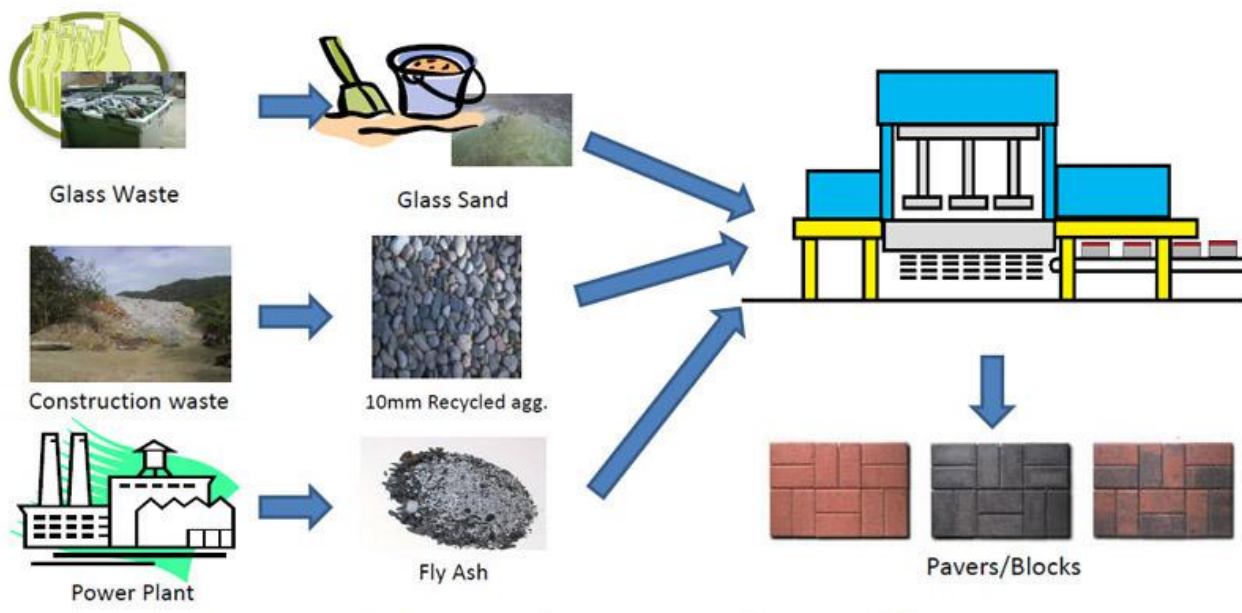 Glass Waste
Glass Sand
Construction waste
10mm Recycled agg.
Power Plant
Fly Ash
Pavers/Blocks